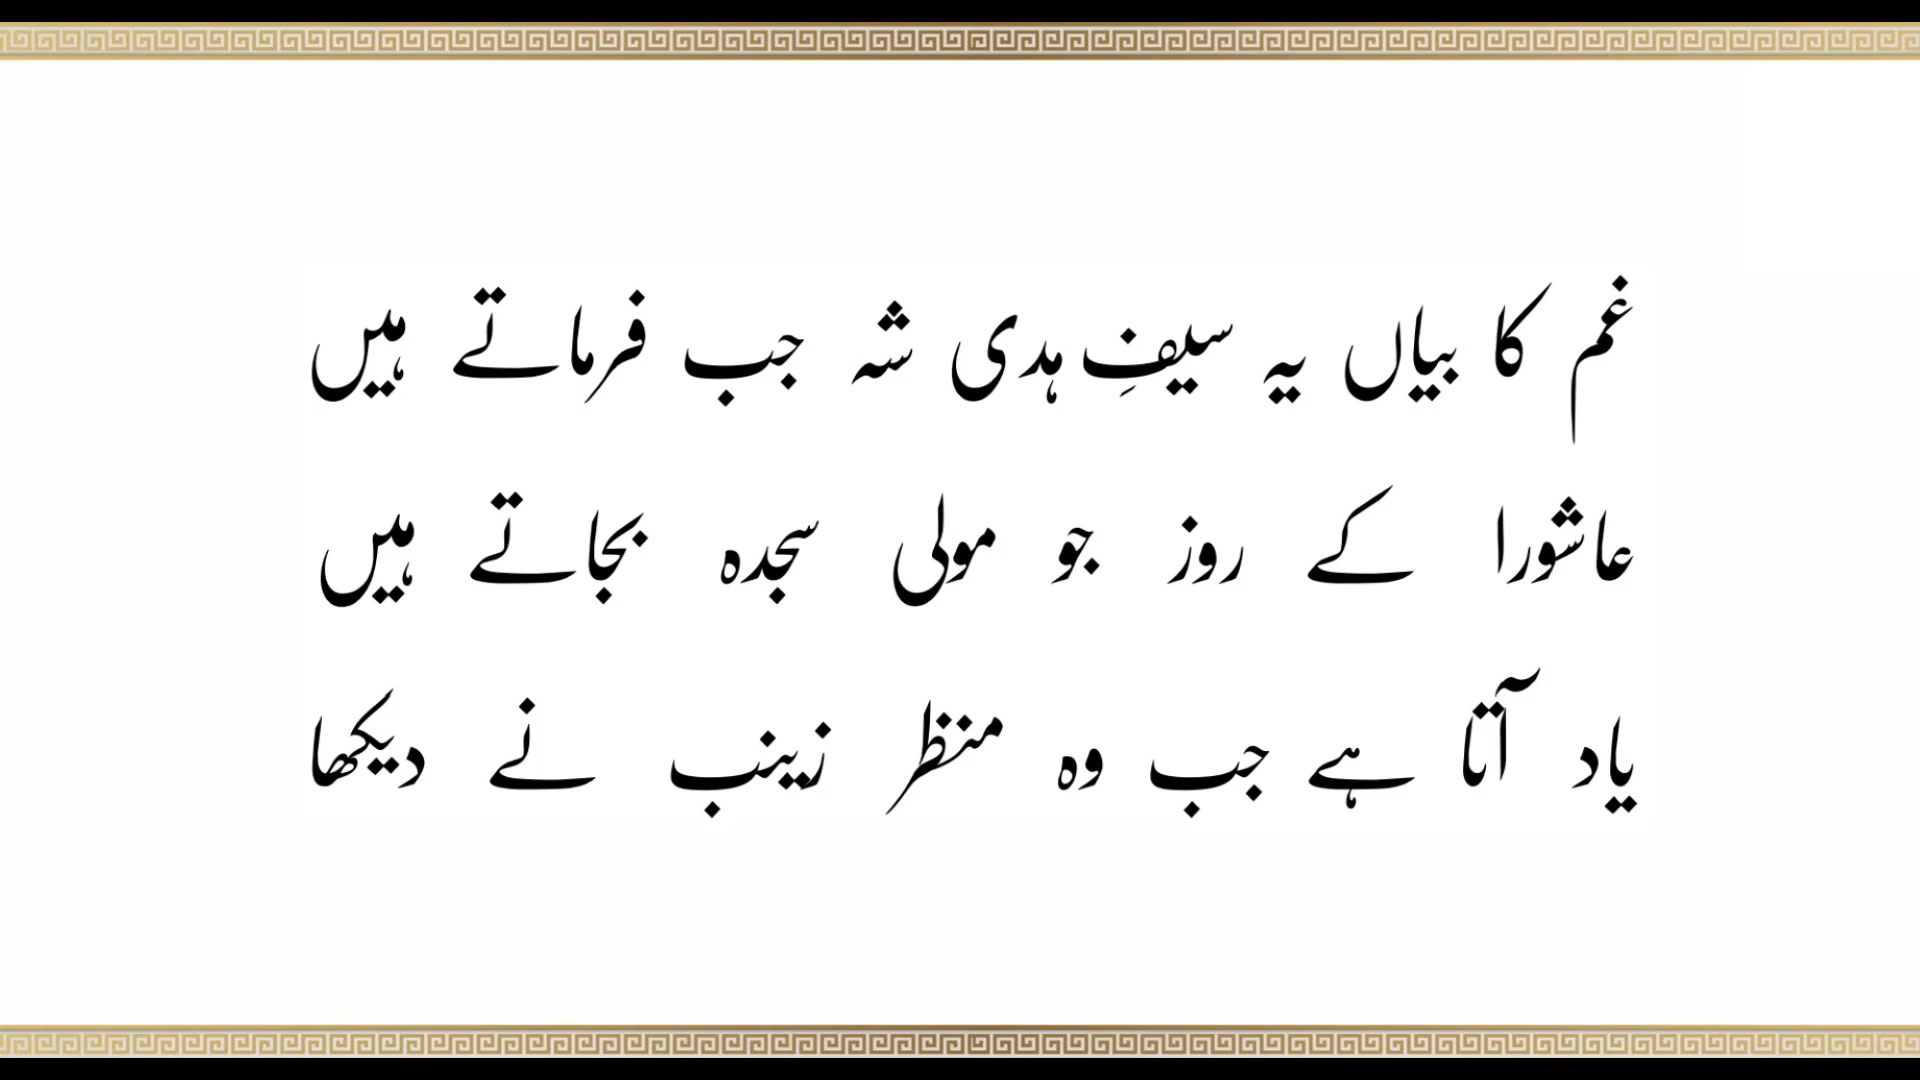 غم کا بیاں یہ سیفِ ہدی شہ جب فرماتے ہیں
عاشورا کے روز جو مولی سجدہ بجاتے ہیں
یاد آتا ہے جب وہ منظر زینب نے دیکھا